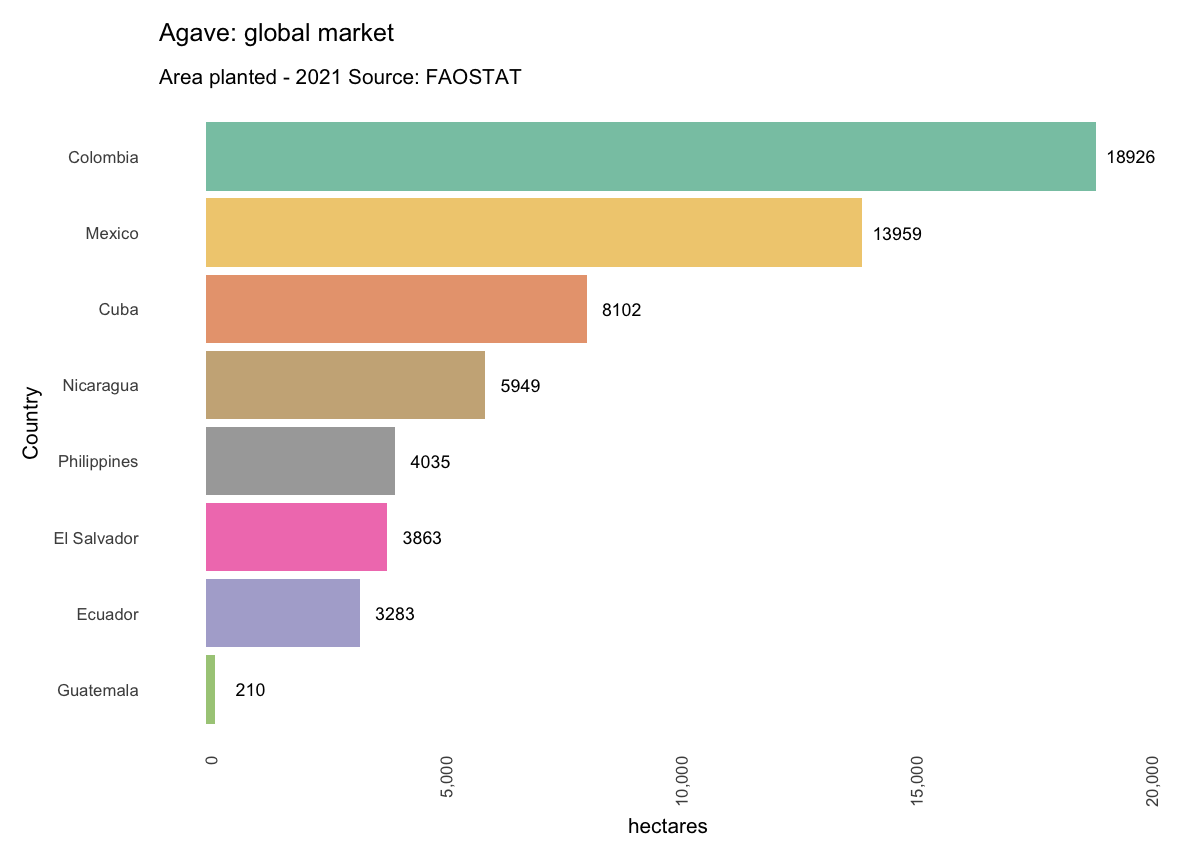 Agave: global market
Area planted - 2021 Source: FAOSTAT
Country
Colombia 18926
Mexico 13959
Cuba 8102
Nicaragua 5949
Philippines 4035
El Salvador 3863
Ecuador 3283
Guatemala 210
0 5,000 10,000 15,000 20,000
hectares